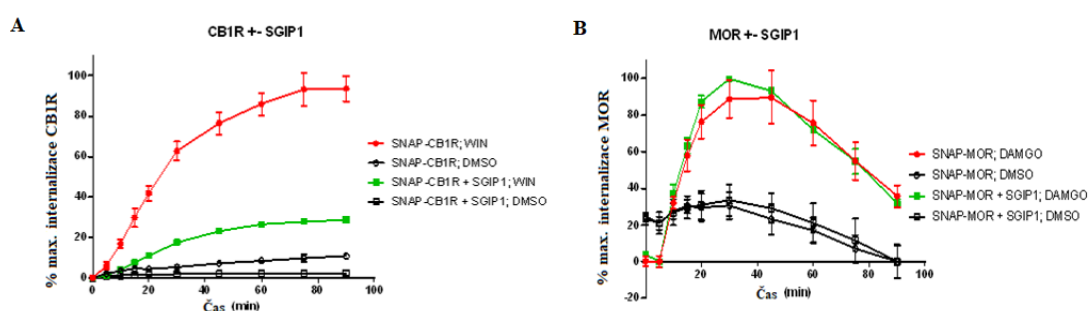 A
CB1R +- SGIP1
% max. internalizace CB1R
100
80
60
40
20
0
0
20
40
60
80
100
Čas (min)
SNAP-CB1R; WIN
SNAP-CB1R; DMSO
SNAP-CB1R + SGIP1; WIN
SNAP-CB1R + SGIP1; DMSO
B
MOR +- SGIP1
% max. internalizace MOR
100
80
60
40
20
0
-20
20
40
60
80
100
Čas (min)
SNAP-MOR; DAMGO
SNAP-MOR; DMSO
SNAP-MOR + SGIP1; DAMGO
SNAP-MOR + SGIP1; DMSO